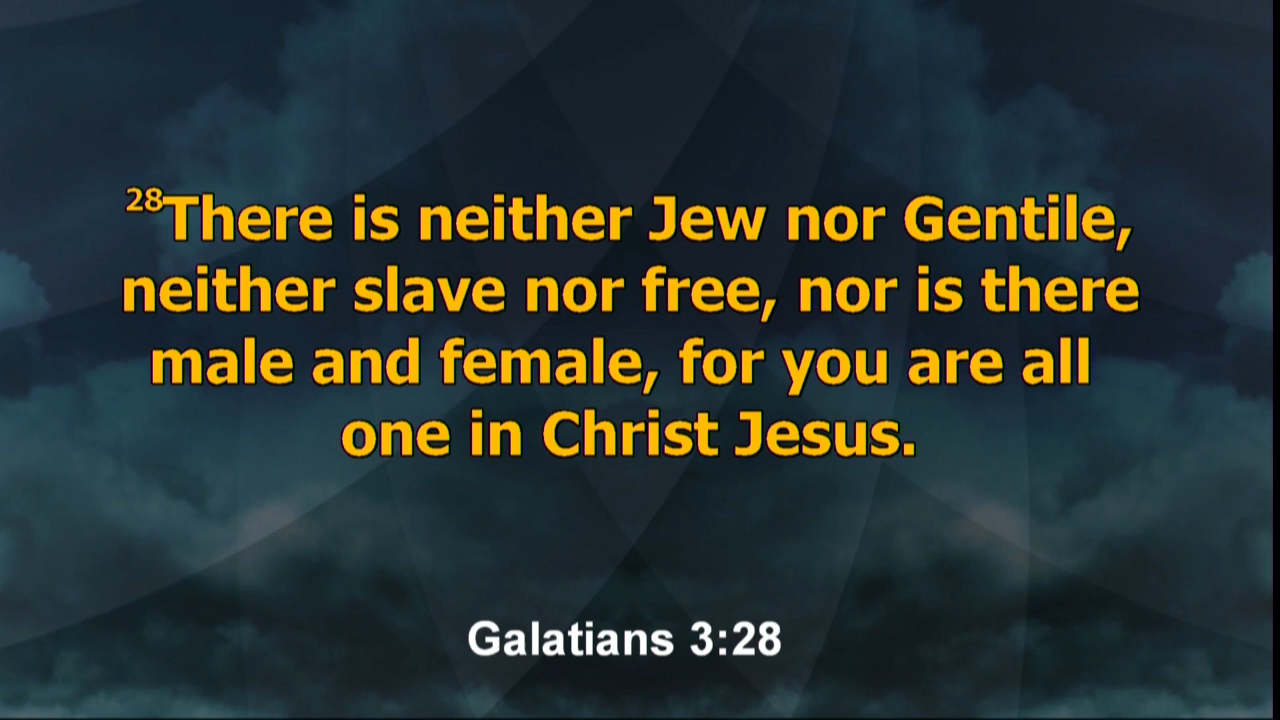 28There is neither Jew nor Gentile,
neither slave nor free, nor is there
male and female, for you are all
one in Christ Jesus.
Galatians 3:28